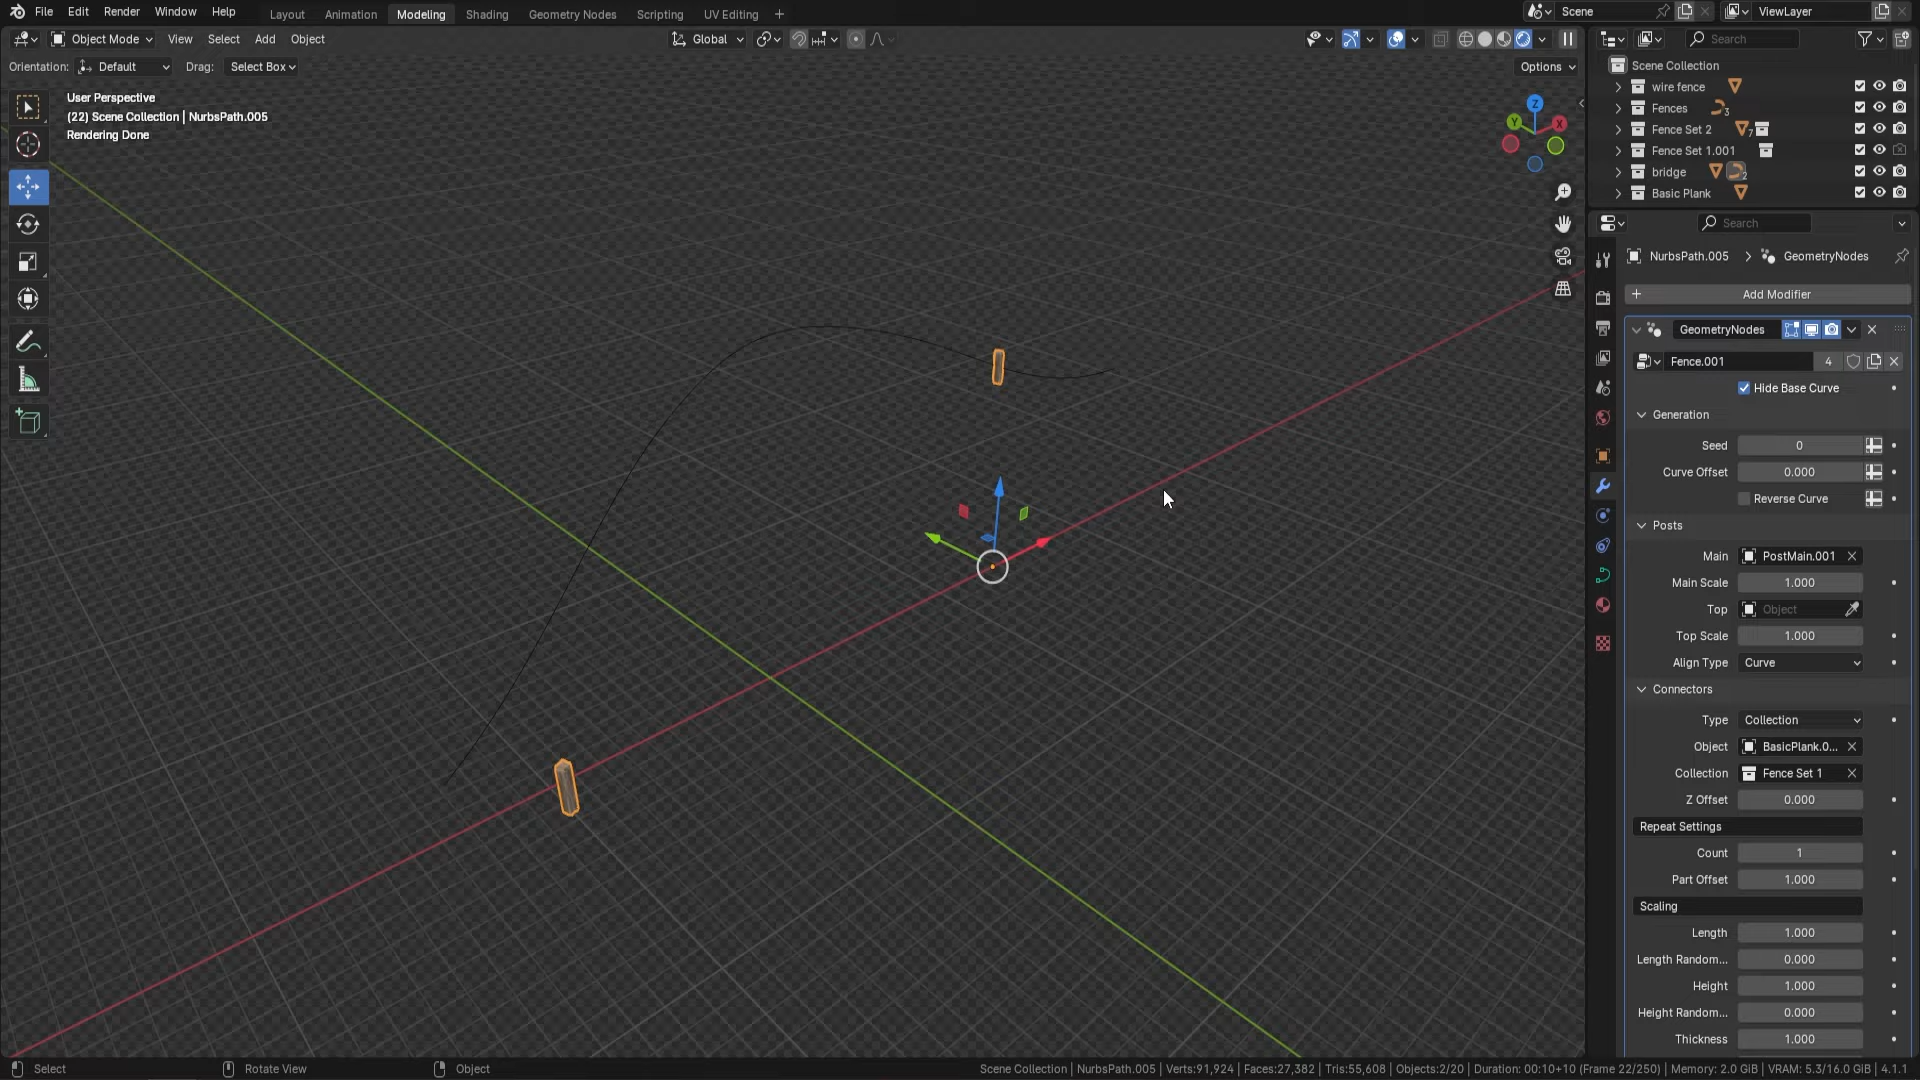 File Edit Render Window Help
Layout Animation Modeling Shading Geometry Nodes Scripting UV Editing
Scene
ViewLayer
Object Mode View Select Add Object
Global
Search
Orientation: Default Drag: Select Box
Options
User Perspective
(22) Scene Collection | NurbsPath.005
Rendering Done
Z
Y
X
Scene Collection
wire fence
Fences 3
Fence Set 2 7
Fence Set 1.001
bridge 2
Basic Plank
Search
NurbsPath.005 GeometryNodes
Add Modifier
GeometryNodes
Fence.001 4
Hide Base Curve
Generation
Seed 0
Curve Offset 0.000
Reverse Curve
Posts
Main PostMain.001
Main Scale 1.000
Top Object
Top Scale 1.000
Align Type Curve
Connectors
Type Collection
Object BasicPlank.0...
Collection Fence Set 1
Z Offset 0.000
Repeat Settings
Count 1
Part Offset 1.000
Scaling
Length 1.000
Length Random... 0.000
Height 1.000
Height Random... 0.000
Thickness 1.000
Select Rotate View Object
Scene Collection | NurbsPath.005 | Verts:91,924 | Faces:27,382 | Tris:55,608 | Objects:2/20 | Duration: 00:10+10 (Frame 22/250) | Memory: 2.0 GiB | VRAM: 5.3/16.0 GiB | 4.1.1